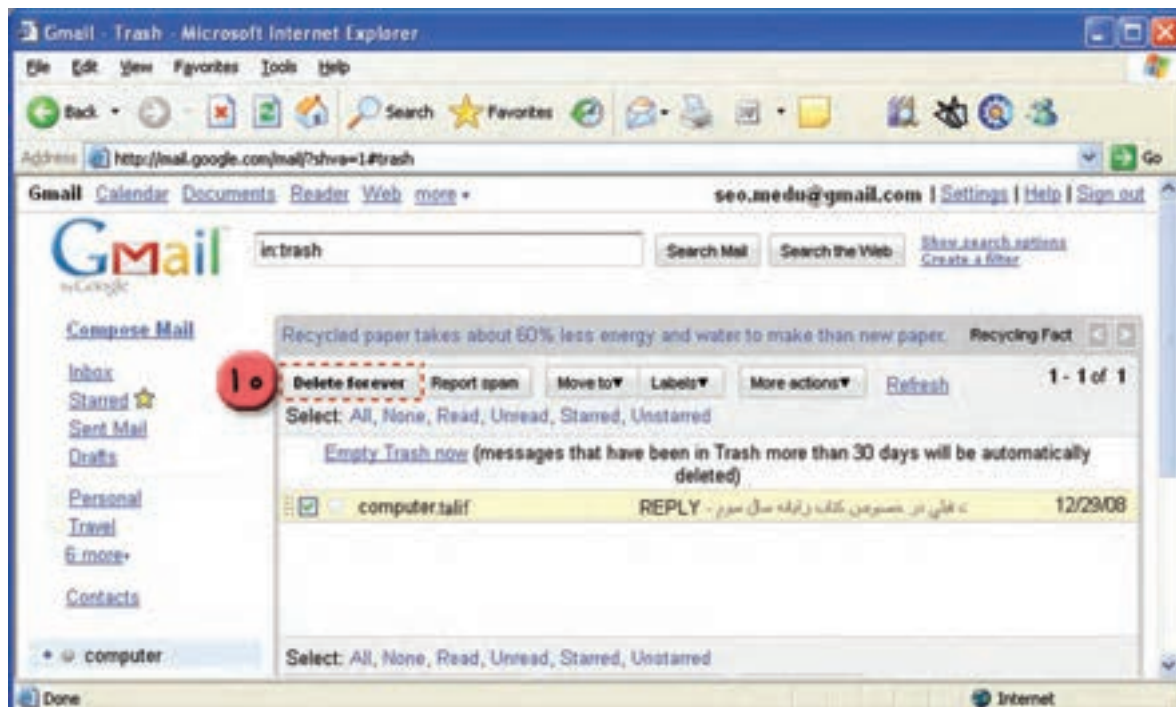 Gmail - Trash - Microsoft Internet Explorer
File Edit View Favorites Tools Help
Back Search Favorites
Address http://mail.google.com/mail/?shva=1#trash Go
Gmail Calendar Documents Reader Web more seo.medu@gmail.com | Settings | Help | Sign out
Gmail by Google in:trash Search Mail Search the Web Show search options
Create a filter
Compose Mail
Recycled paper takes about 60% less energy and water to make than new paper. Recycling Fact
Inbox
Starred
Sent Mail
Drafts
Personal
Travel
6 more
Contacts
computer
۱۰ Delete forever Report spam Move to Labels More actions Refresh 1 - 1 of 1
Select: All, None, Read, Unread, Starred, Unstarred
Empty Trash now (messages that have been in Trash more than 30 days will be automatically
deleted)
computer.talif REPLY - در خصوص کتاب رایانه سال سوم 12/29/08
Select: All, None, Read, Unread, Starred, Unstarred
Done Internet